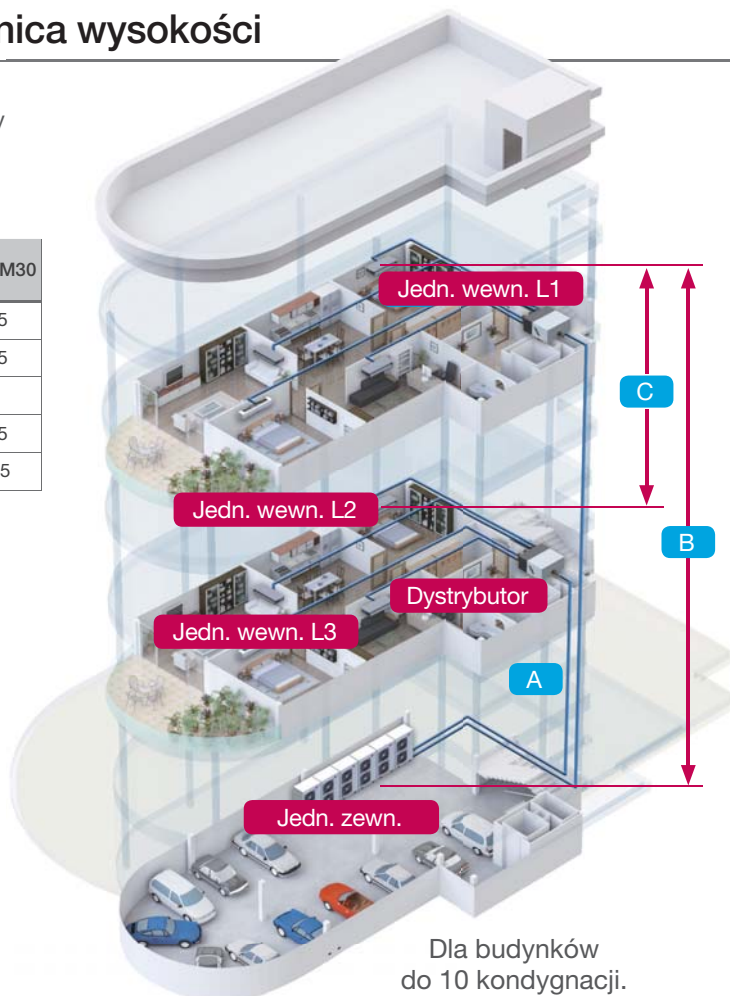 nica wysokości
M30
5
5
5
5
Jedn. wewn. L1
C
Jedn. wewn. L2
B
Dystrybutor
Jedn. wewn. L3
A
Jedn. zewn.
Dla budynków
do 10 kondygnacji.